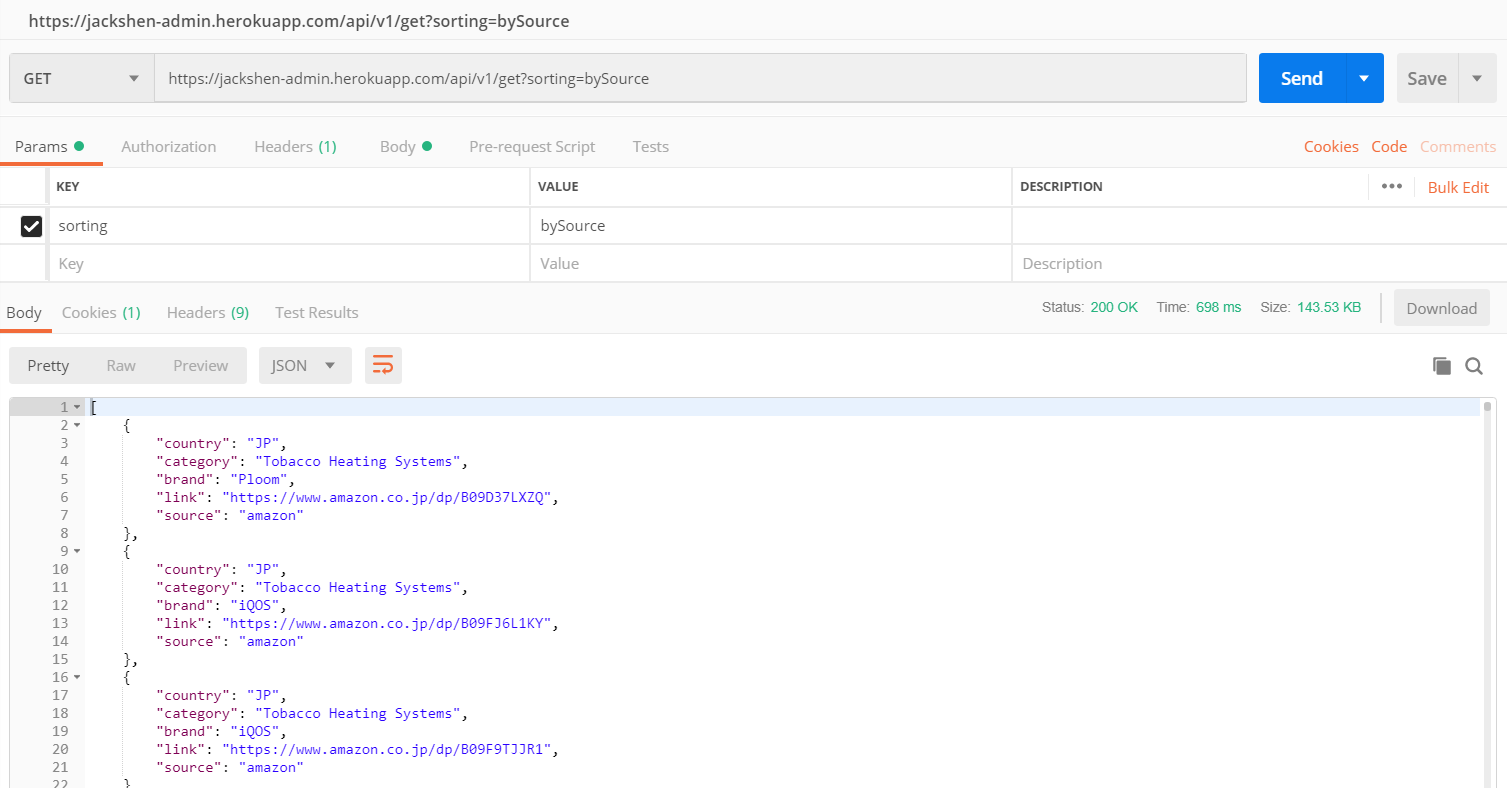 https://jackshen-admin.herokuapp.com/api/v1/get?sorting=bySource
GET https://jackshen-admin.herokuapp.com/api/v1/get?sorting=bySource Send Save
Params Authorization Headers (1) Body Pre-request Script Tests Cookies Code Comments
KEY VALUE DESCRIPTION ••• Bulk Edit
sorting bySource
Key Value Description
Body Cookies (1) Headers (9) Test Results Status: 200 OK Time: 698 ms Size: 143.53 KB Download
Pretty Raw Preview JSON
1 [
2 {
3 "country": "JP",
4 "category": "Tobacco Heating Systems",
5 "brand": "Ploom",
6 "link": "https://www.amazon.co.jp/dp/B09D37LXZQ",
7 "source": "amazon"
8 },
9 {
10 "country": "JP",
11 "category": "Tobacco Heating Systems",
12 "brand": "iQOS",
13 "link": "https://www.amazon.co.jp/dp/B09FJ6L1KY",
14 "source": "amazon"
15 },
16 {
17 "country": "JP",
18 "category": "Tobacco Heating Systems",
19 "brand": "iQOS",
20 "link": "https://www.amazon.co.jp/dp/B09F9TJJR1",
21 "source": "amazon"
22 }